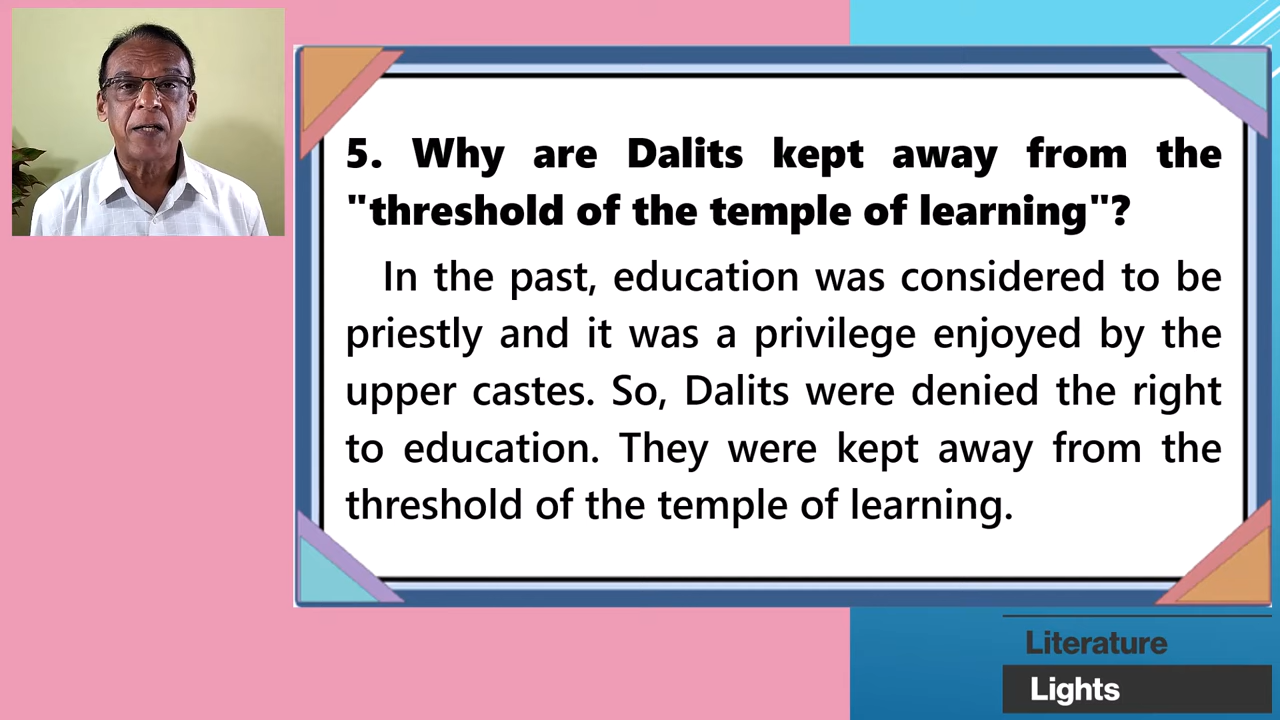 5. Why are Dalits kept away from the
"threshold of the temple of learning"?
In the past, education was considered to be
priestly and it was a privilege enjoyed by the
upper castes. So, Dalits were denied the right
to education. They were kept away from the
threshold of the temple of learning.
Literature
Lights